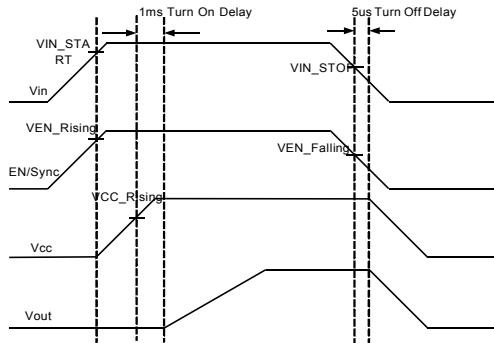 1ms Turn On Delay
5us Turn Off Delay
VIN_STA
RT
VIN_STOP
Vin
VEN_Rising
VEN_Falling
EN/Sync
VCC_Rising
Vcc
Vout